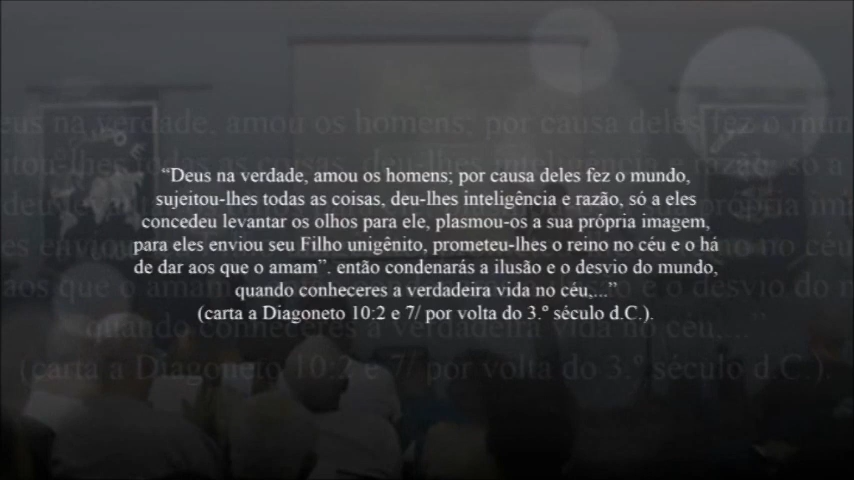 “Deus na verdade, amou os homens; por causa deles fez o mundo,
sujeitou-lhes todas as coisas, deu-lhes inteligência e razão, só a eles
concedeu levantar os olhos para ele, plasmou-os a sua própria imagem,
para eles enviou seu Filho unigênito, prometeu-lhes o reino no céu e o há
de dar aos que o amam”. então condenarás a ilusão e o desvio do mundo,
quando conheceres a verdadeira vida no céu,...”
(carta a Diagoneto 10:2 e 7/ por volta do 3.º século d.C.).